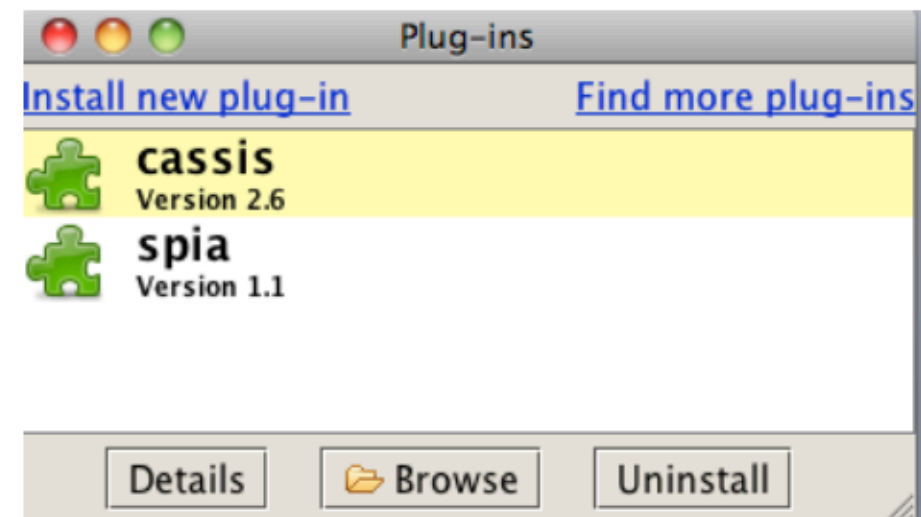 Plug-ins
Install new plug-in Find more plug-ins
cassis
Version 2.6
spia
Version 1.1
Details Browse Uninstall